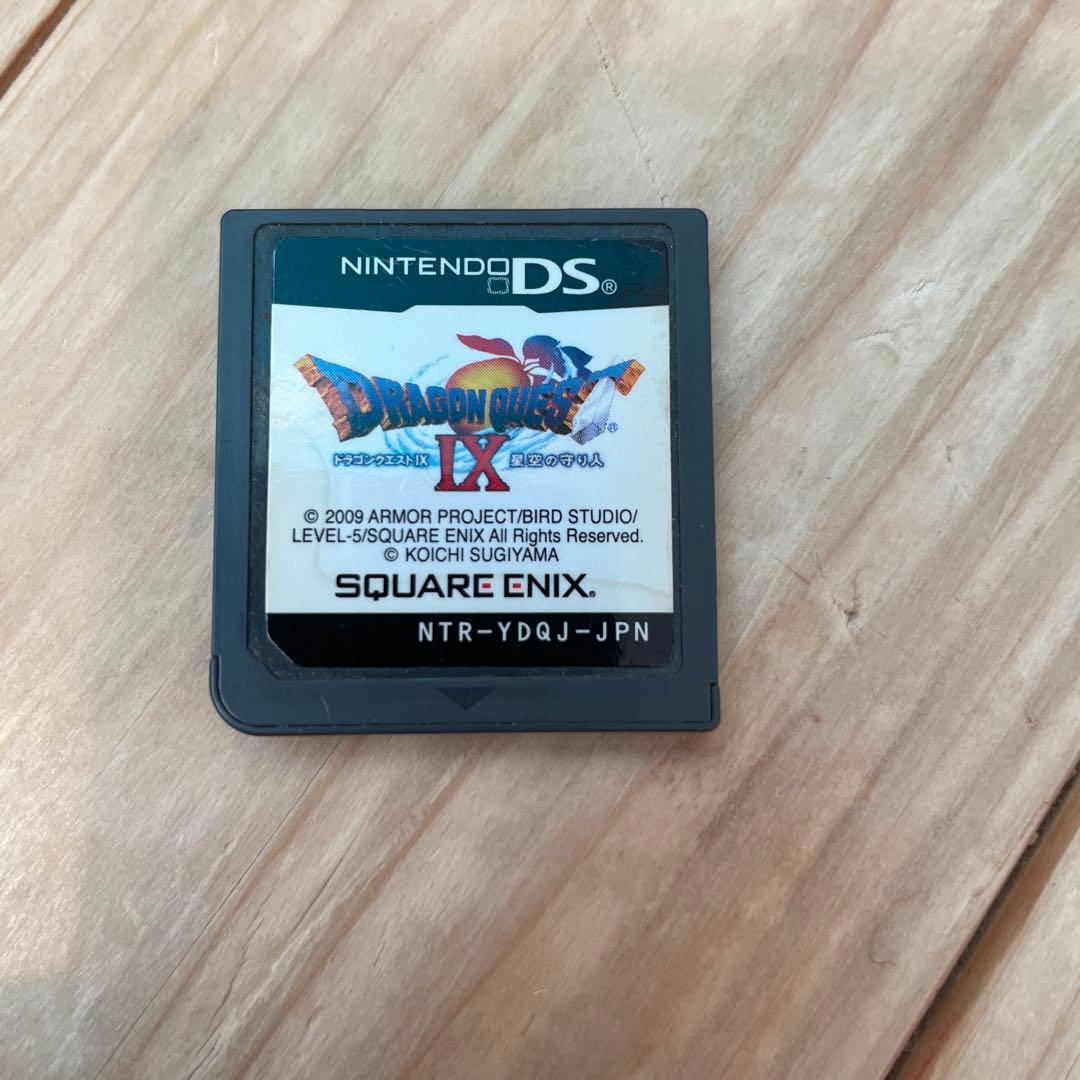 NINTENDO DS®
DRAGON QUEST®
IX
ドラゴンクエストIX 星空の守り人
© 2009 ARMOR PROJECT/BIRD STUDIO/
LEVEL-5/SQUARE ENIX All Rights Reserved.
© KOICHI SUGIYAMA
SQUARE ENIX®
NTR-YDQJ-JPN